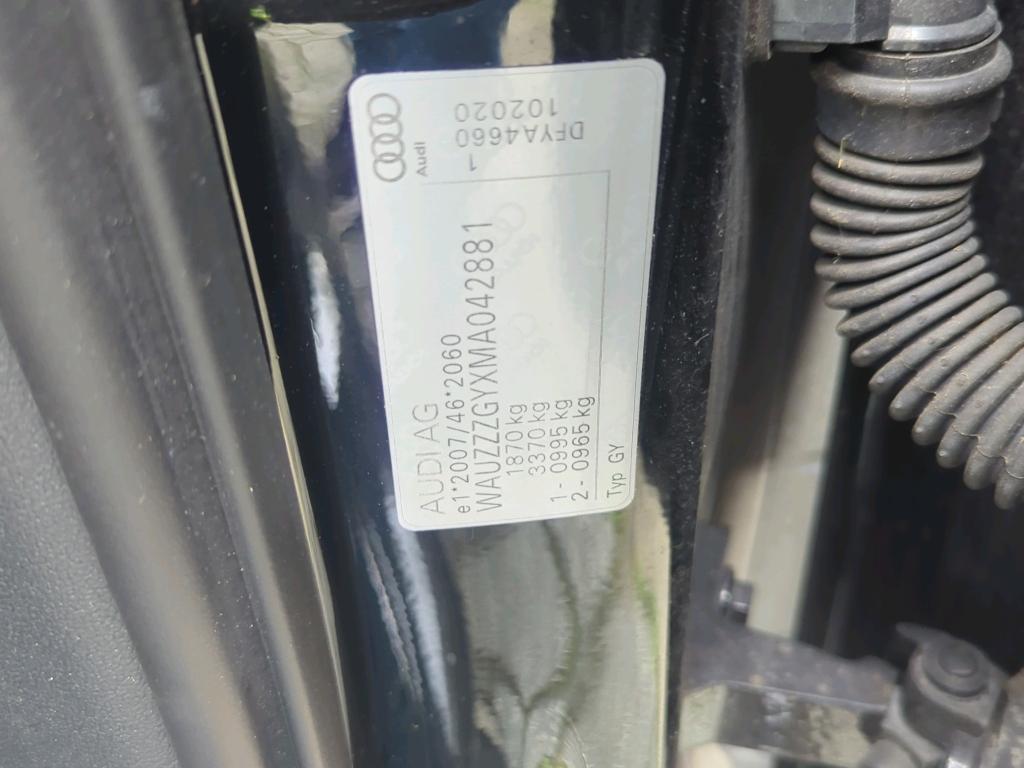 AUDI AG
e1*2007/46*2060
WAUZZZGYXMA042881
1870 kg
3370 kg
1- 0995 kg
2- 0965 kg
Typ GY
Audi
1
DFYA4660
102020